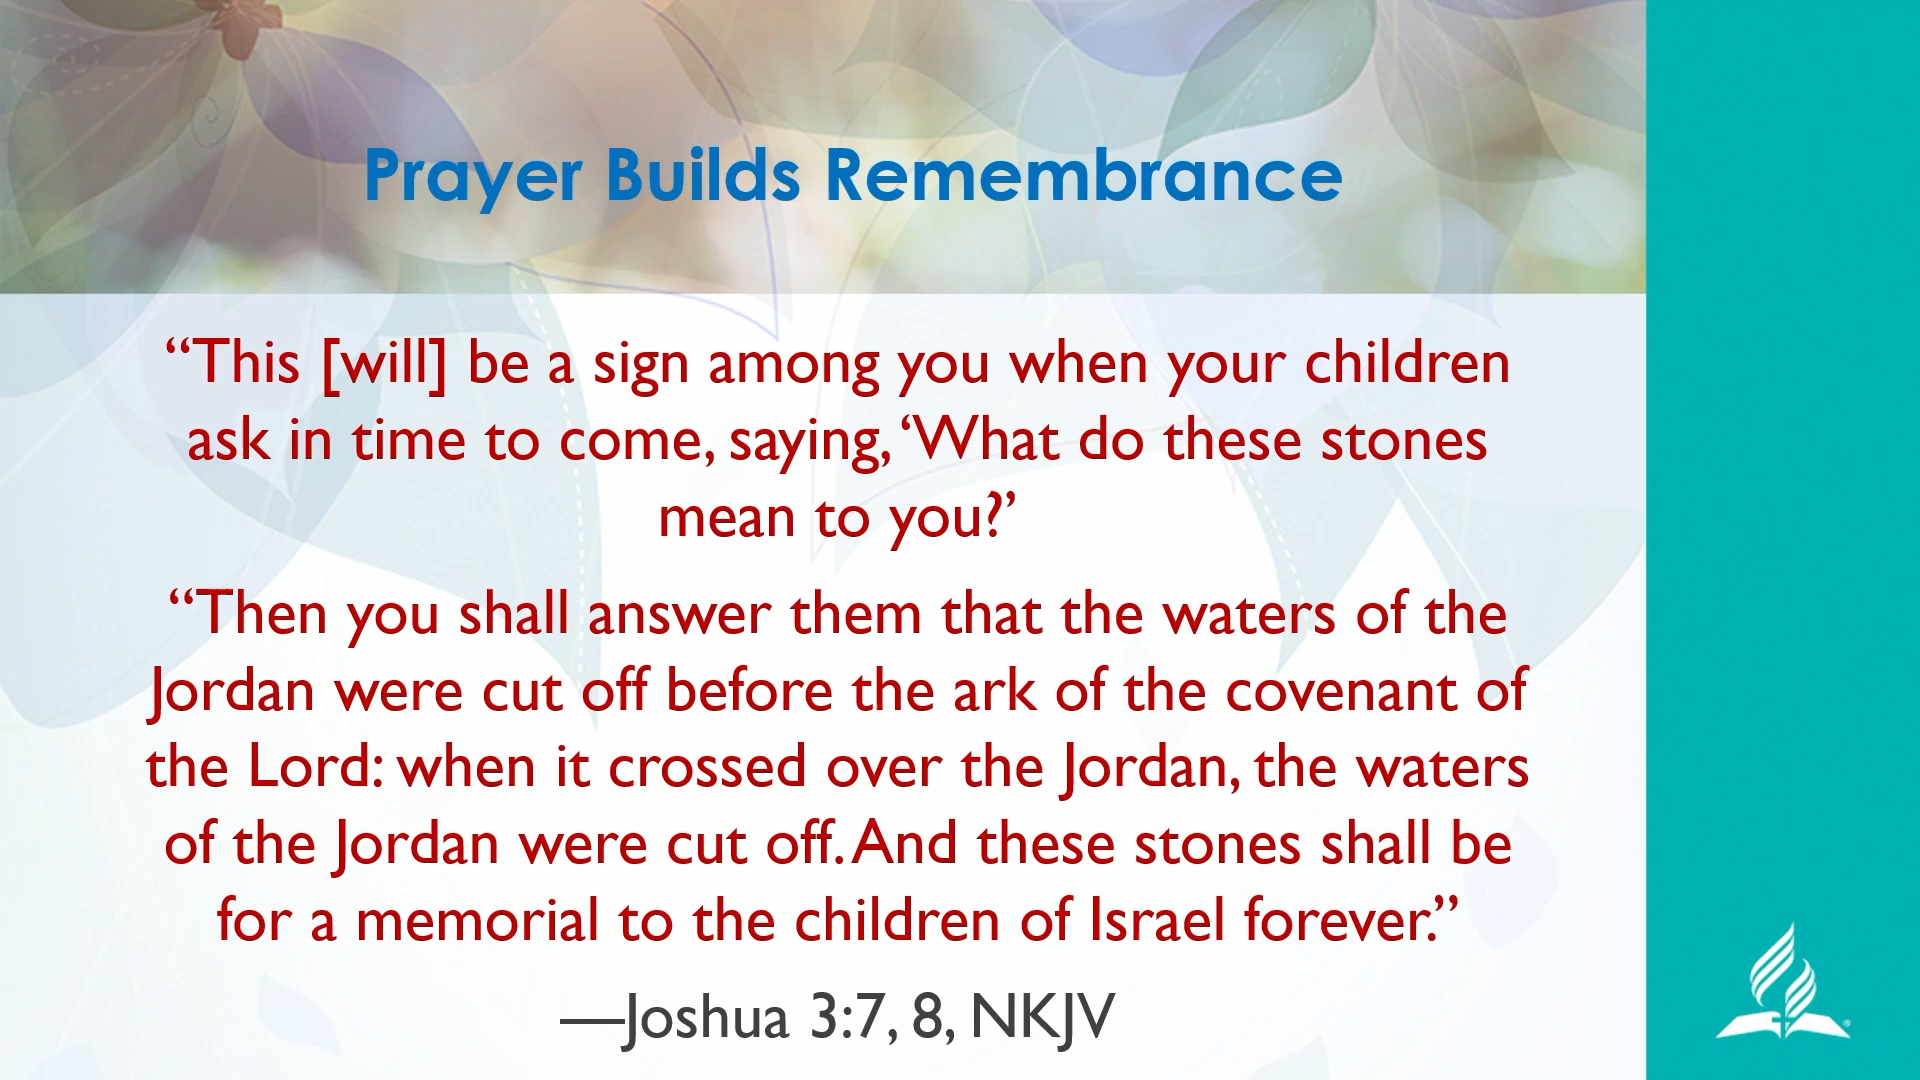 Prayer Builds Remembrance
“This [will] be a sign among you when your children
ask in time to come, saying, ‘What do these stones
mean to you?’
“Then you shall answer them that the waters of the
Jordan were cut off before the ark of the covenant of
the Lord: when it crossed over the Jordan, the waters
of the Jordan were cut off. And these stones shall be
for a memorial to the children of Israel forever.”
—Joshua 3:7, 8, NKJV
®